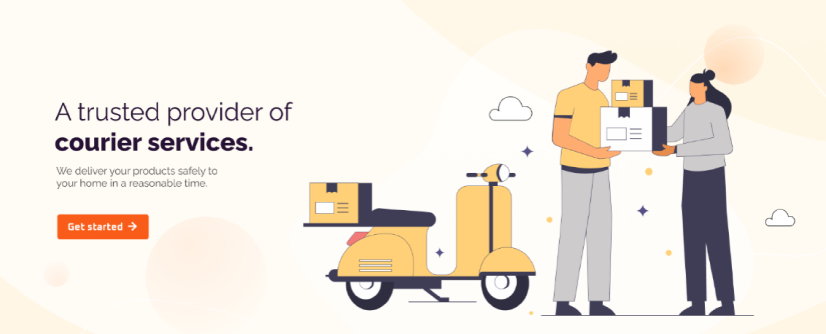 A trusted provider of
courier services.
We deliver your products safely to
your home in a reasonable time.
Get started →